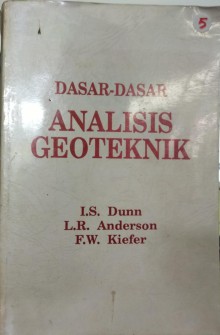 5
DASAR-DASAR
ANALISIS
GEOTEKNIK
I.S. Dunn
L.R. Anderson
F.W. Kiefer